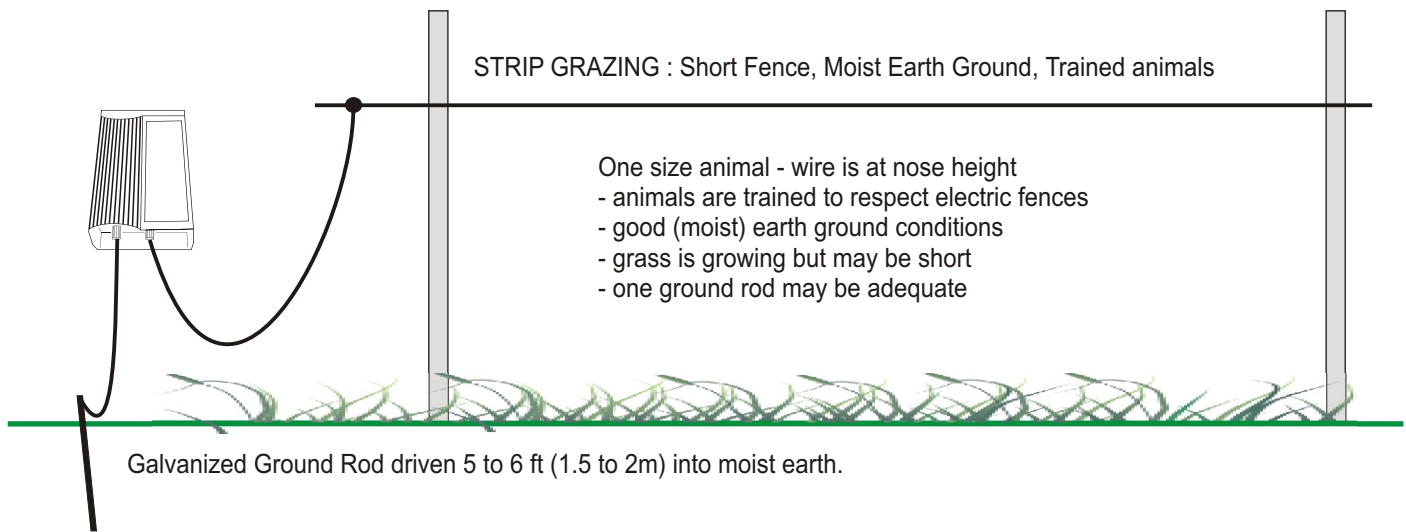 STRIP GRAZING : Short Fence, Moist Earth Ground, Trained animals
One size animal - wire is at nose height
- animals are trained to respect electric fences
- good (moist) earth ground conditions
- grass is growing but may be short
- one ground rod may be adequate
Galvanized Ground Rod driven 5 to 6 ft (1.5 to 2m) into moist earth.